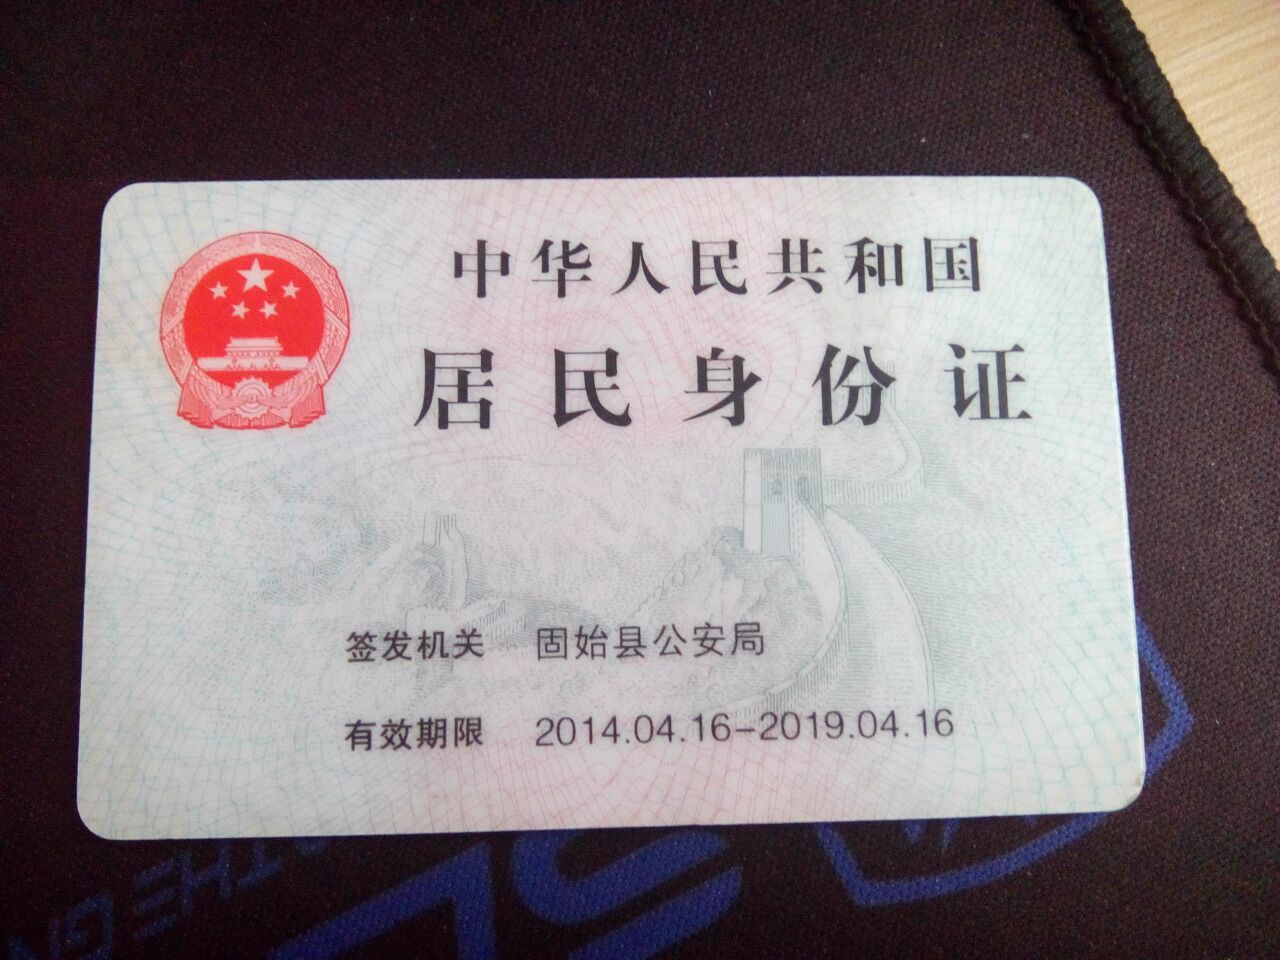 中华人民共和国
居民身份证
签发机关 固始县公安局
有效期限 2014.04.16-2019.04.16
THE G